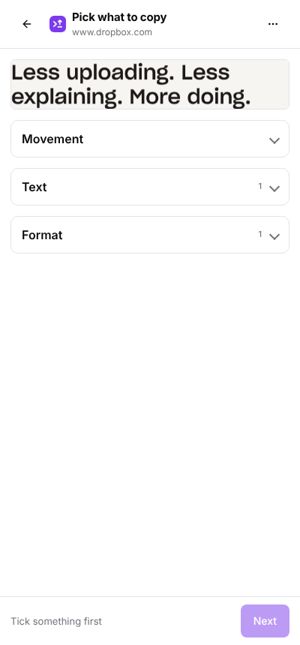 Pick what to copy
www.dropbox.com
Less uploading. Less
explaining. More doing.
Movement
Text 1
Format 1
Tick something first
Next